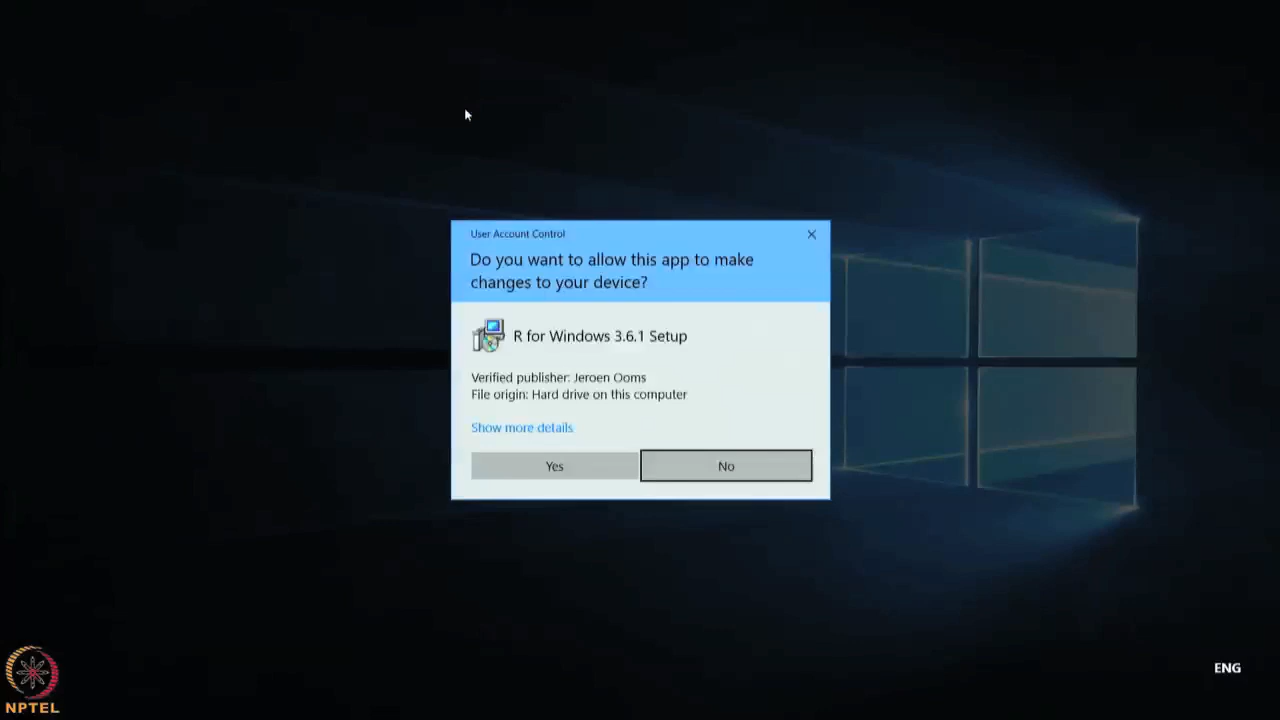 User Account Control
Do you want to allow this app to make
changes to your device?
R for Windows 3.6.1 Setup
Verified publisher: Jeroen Ooms
File origin: Hard drive on this computer
Show more details
Yes
No
ENG
NPTEL